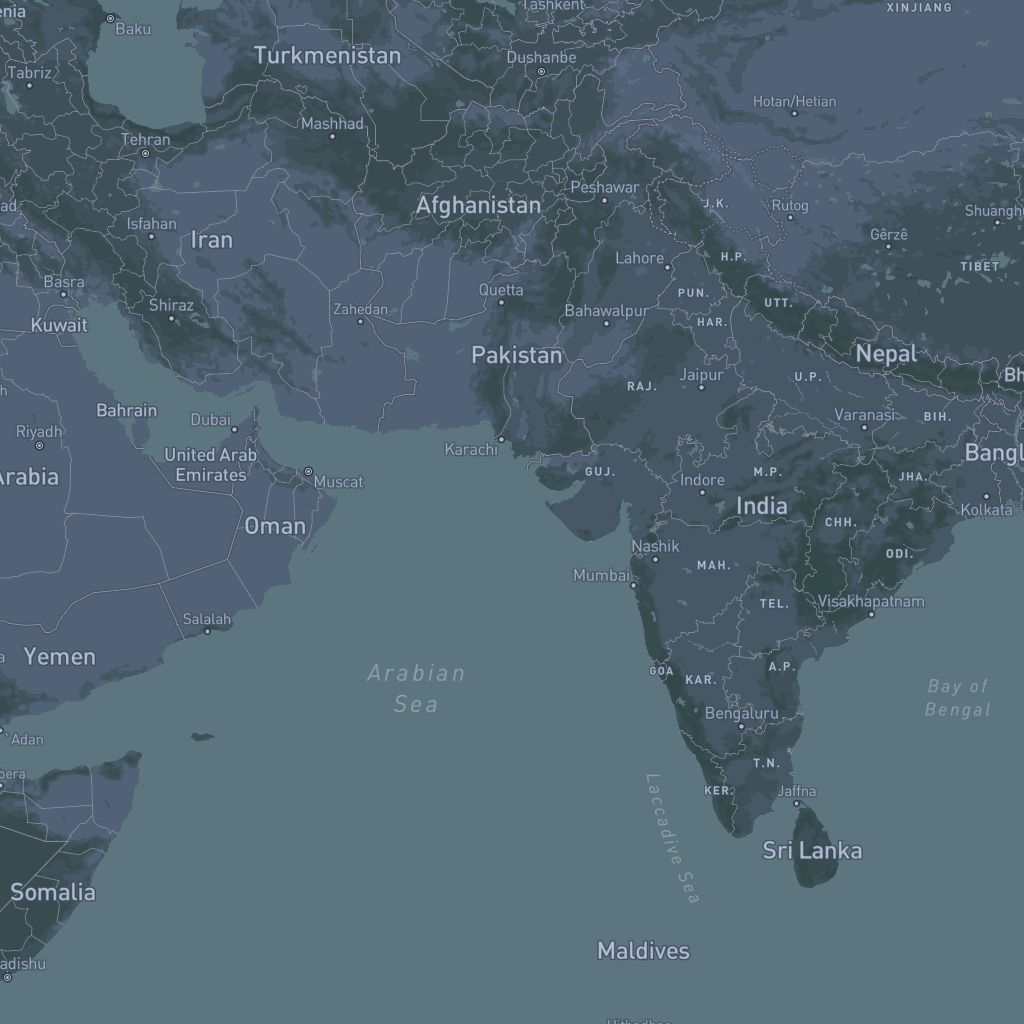 enia
Baku
Tashkent
XINJIANG
Turkmenistan
Dushanbe
Tabriz
Hotan/Hetian
Mashhad
Tehran
Peshawar
Afghanistan
J.K.
Rutog
Shuanghu
ad
Isfahan
Iran
Gêrzê
Lahore
H.P.
TIBET
Basra
Quetta
PUN.
UTT.
Shiraz
Zahedan
Bahawalpur
HAR.
Kuwait
Pakistan
Nepal
Jaipur
U.P.
Bh
h
RAJ.
Bahrain
Dubai
Varanasi
BIH.
Riyadh
Karachi
Bangl
United Arab
Emirates
Arabia
GUJ.
M.P.
JHA.
Muscat
Indore
India
Kolkata
Oman
CHH.
Nashik
ODI.
MAH.
Mumbai
TEL.
Visakhapatnam
Salalah
a
Yemen
Arabian
Sea
GOA
KAR.
A.P.
Bay of
Bengal
Adan
Bengaluru
bera
T.N.
KER.
Jaffna
Laccadive Sea
Sri Lanka
Somalia
Maldives
adishu